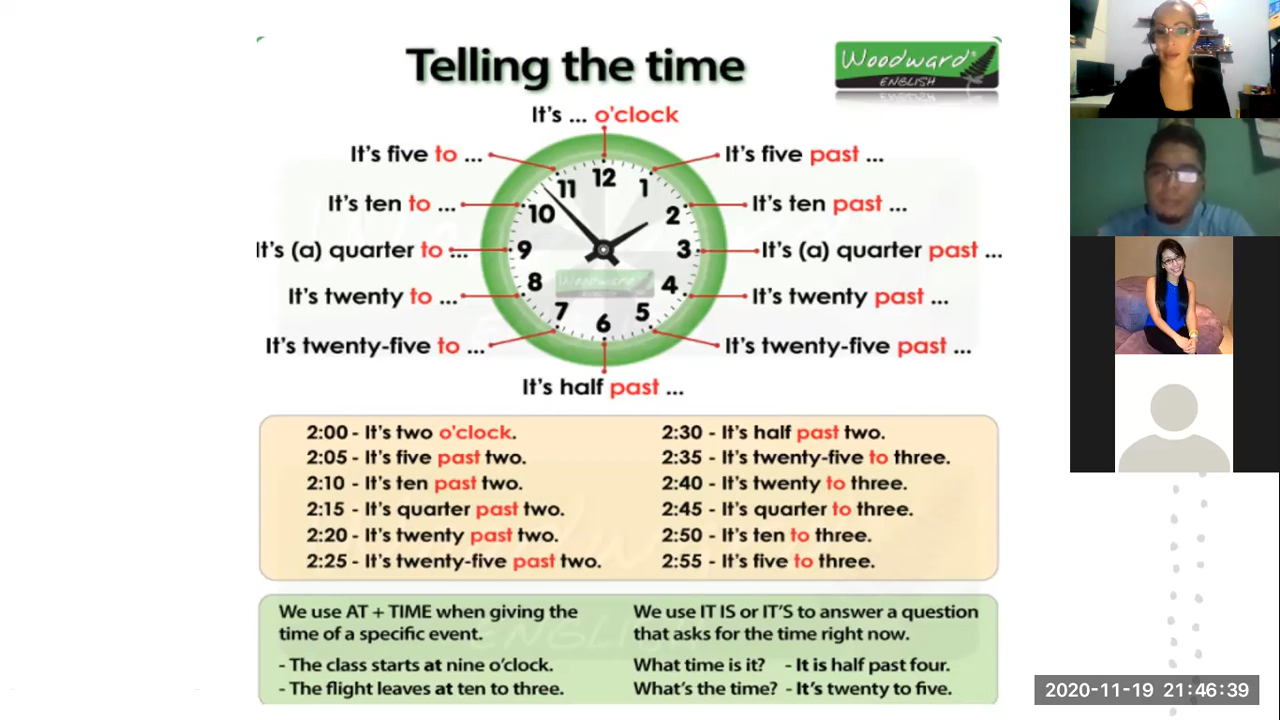 Telling the time
Woodward®
ENGLISH
It's ... o'clock
It's five to ...
It's five past ...
It's ten to ...
It's ten past ...
It's (a) quarter to ...
It's (a) quarter past ...
It's twenty to ...
It's twenty past ...
It's twenty-five to ...
It's twenty-five past ...
It's half past ...
12
1
2
3
4
5
6
7
8
9
10
11
2:00 - It's two o'clock.
2:05 - It's five past two.
2:10 - It's ten past two.
2:15 - It's quarter past two.
2:20 - It's twenty past two.
2:25 - It's twenty-five past two.
2:30 - It's half past two.
2:35 - It's twenty-five to three.
2:40 - It's twenty to three.
2:45 - It's quarter to three.
2:50 - It's ten to three.
2:55 - It's five to three.
We use AT + TIME when giving the
time of a specific event.
- The class starts at nine o'clock.
- The flight leaves at ten to three.
We use IT IS or IT'S to answer a question
that asks for the time right now.
What time is it? - It is half past four.
What's the time? - It's twenty to five.
2020-11-19 21:46:39